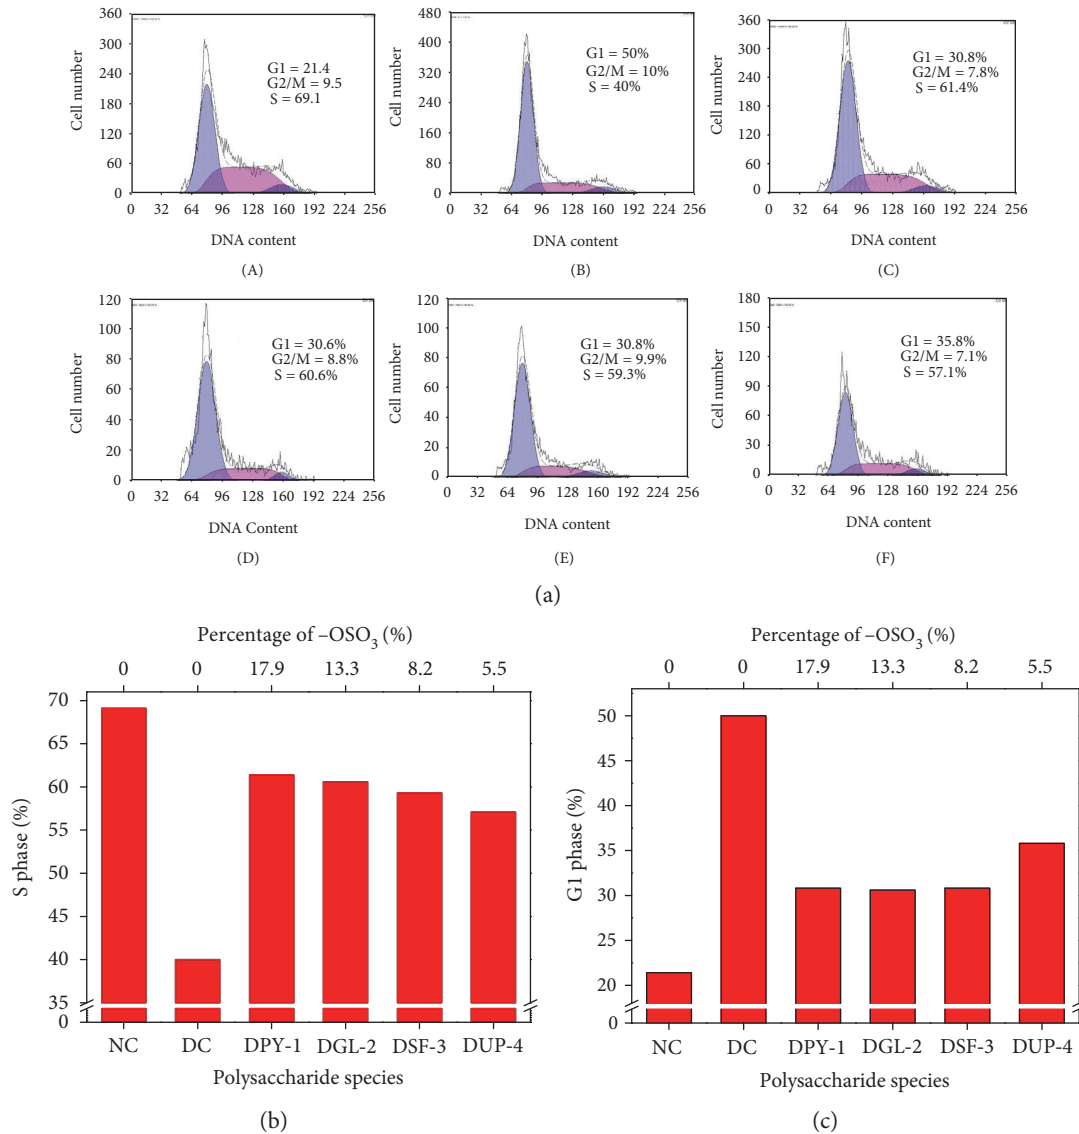 360
300
240
180
120
60
0
Cell number
G1 = 21.4
G2/M = 9.5
S = 69.1
0 32 64 96 128 160 192 224 256
DNA content
(A)
480
400
320
240
160
80
0
Cell number
G1 = 50%
G2/M = 10%
S = 40%
0 32 64 96 128 160 192 224 256
DNA content
(B)
360
300
240
180
120
60
0
Cell number
G1 = 30.8%
G2/M = 7.8%
S = 61.4%
0 32 64 96 128 160 192 224 256
DNA content
(C)
120
100
80
60
40
20
0
Cell number
G1 = 30.6%
G2/M = 8.8%
S = 60.6%
0 32 64 96 128 160 192 224 256
DNA Content
(D)
120
100
80
60
40
20
0
Cell number
G1 = 30.8%
G2/M = 9.9%
S = 59.3%
0 32 64 96 128 160 192 224 256
DNA content
(E)
180
150
120
90
60
30
0
Cell number
G1 = 35.8%
G2/M = 7.1%
S = 57.1%
0 32 64 96 128 160 192 224 256
DNA content
(F)
(a)
Percentage of –OSO₃ (%)
0 0 17.9 13.3 8.2 5.5
70
65
60
55
50
45
40
35
0
S phase (%)
NC DC DPY-1 DGL-2 DSF-3 DUP-4
Polysaccharide species
(b)
Percentage of –OSO₃ (%)
0 0 17.9 13.3 8.2 5.5
50
45
40
35
30
25
20
0
G1 phase (%)
NC DC DPY-1 DGL-2 DSF-3 DUP-4
Polysaccharide species
(c)